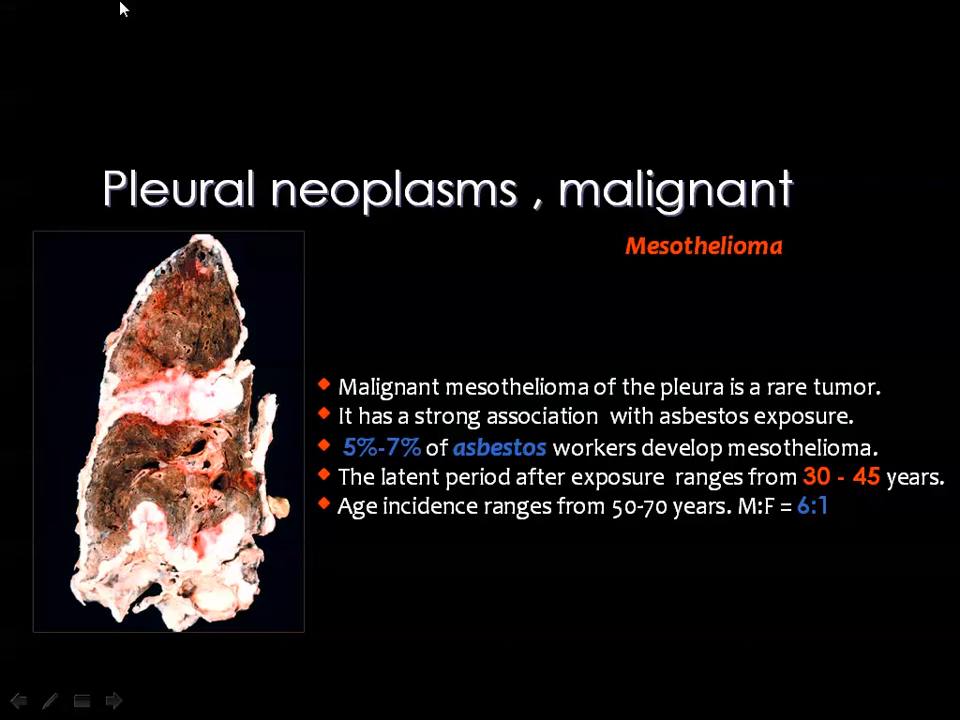 Pleural neoplasms , malignant
Mesothelioma
Malignant mesothelioma of the pleura is a rare tumor.
It has a strong association with asbestos exposure.
5%-7% of asbestos workers develop mesothelioma.
The latent period after exposure ranges from 30 - 45 years.
Age incidence ranges from 50-70 years. M:F = 6:1